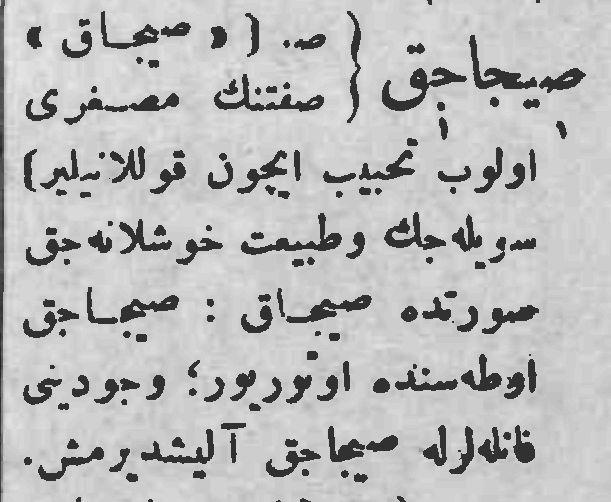 صیجاجق } ص. [ « صیجاق »
صفتنك مصغری
اولوب تحبیب ایچون قوللانیلیر]
سویله‌جك وطبیعت خوشلانه‌جق
صورتده صیجاق : صیجاجق
اوطه‌سنده اوتوریور؛ وجودینی
فانله‌لرله صیجاجق آلیشدیرمش.